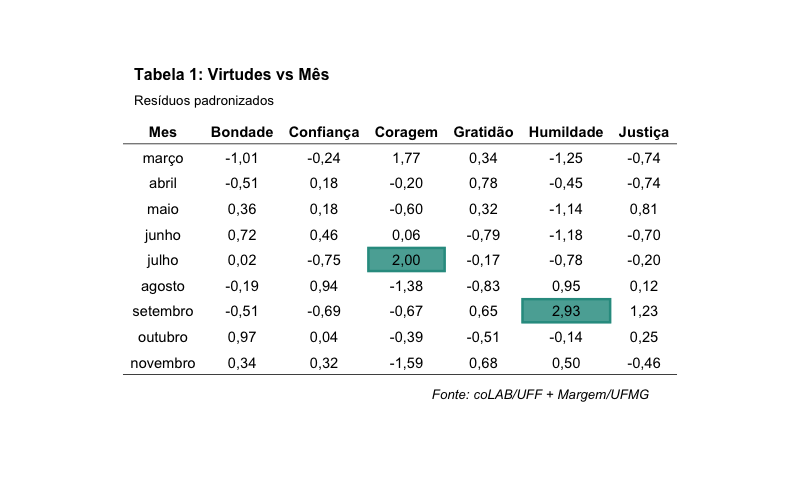 Tabela 1: Virtudes vs Mês
Resíduos padronizados
Mes Bondade Confiança Coragem Gratidão Humildade Justiça
março -1,01 -0,24 1,77 0,34 -1,25 -0,74
abril -0,51 0,18 -0,20 0,78 -0,45 -0,74
maio 0,36 0,18 -0,60 0,32 -1,14 0,81
junho 0,72 0,46 0,06 -0,79 -1,18 -0,70
julho 0,02 -0,75 2,00 -0,17 -0,78 -0,20
agosto -0,19 0,94 -1,38 -0,83 0,95 0,12
setembro -0,51 -0,69 -0,67 0,65 2,93 1,23
outubro 0,97 0,04 -0,39 -0,51 -0,14 0,25
novembro 0,34 0,32 -1,59 0,68 0,50 -0,46
Fonte: coLAB/UFF + Margem/UFMG